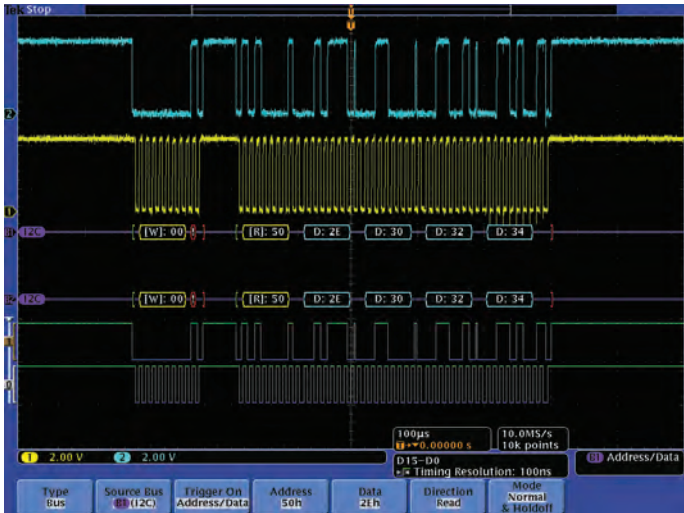 Tek Stop
2
1
B1 I2C [W]: 00 [R]: 50 D: 2E D: 30 D: 32 D: 34
B2 I2C [W]: 00 [R]: 50 D: 2E D: 30 D: 32 D: 34
1
0
100µs
T→▼0.00000 s
10.0MS/s
10k points
1 2.00 V 2 2.00 V
D15-D0
Timing Resolution: 100ns
B1 Address/Data
Type
Bus
Source Bus
B1 (I2C)
Trigger On
Address/Data
Address
50h
Data
2Eh
Direction
Read
Mode
Normal
& Holdoff